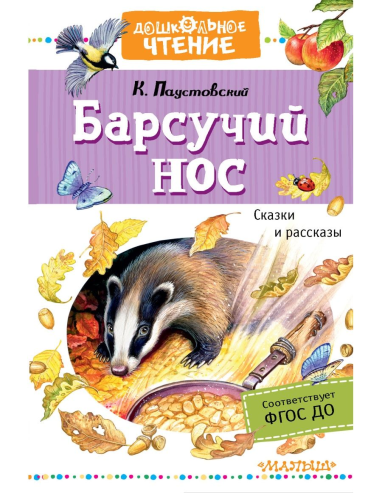 ДОШКОЛЬНОЕ
ЧТЕНИЕ
К. Паустовский
Барсучий
нос
Сказки
и рассказы
Соответствует
ФГОС ДО
МАЛЫШ